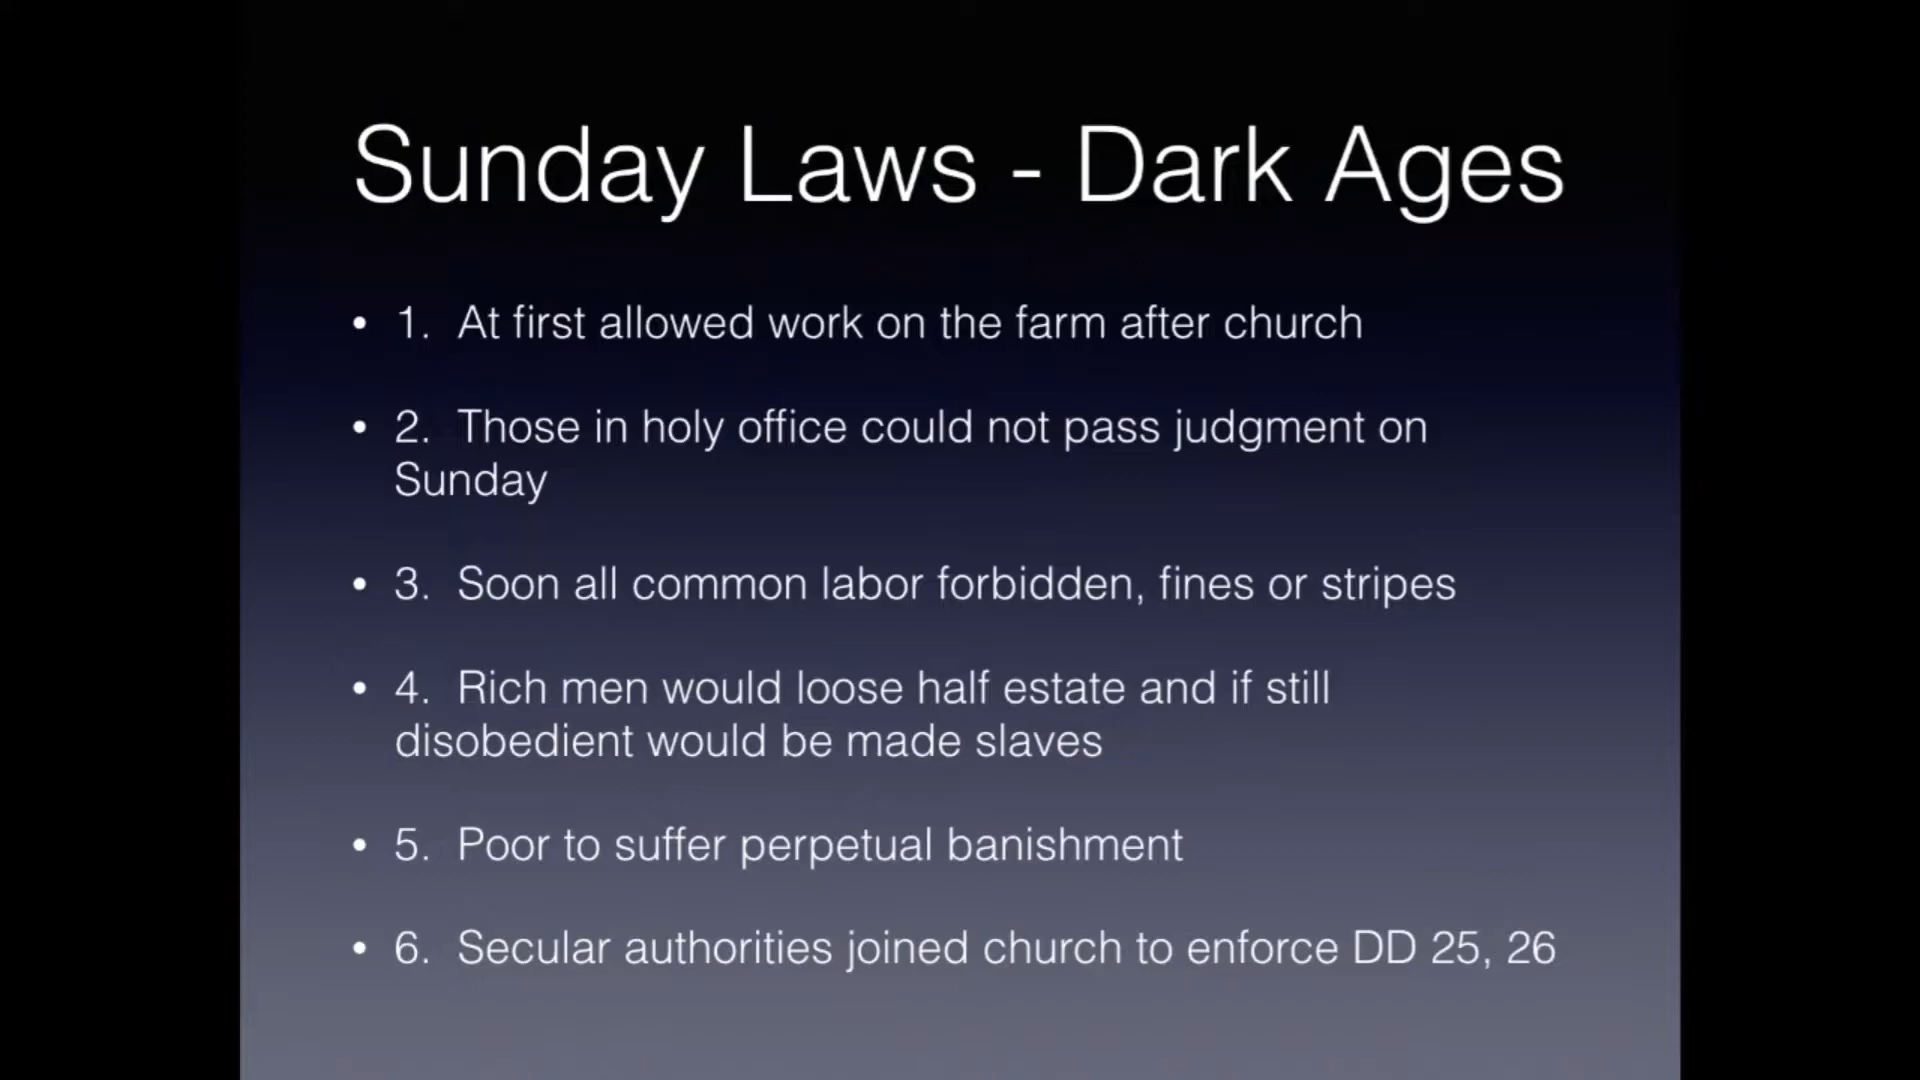 Sunday Laws - Dark Ages
• 1. At first allowed work on the farm after church
• 2. Those in holy office could not pass judgment on
Sunday
• 3. Soon all common labor forbidden, fines or stripes
• 4. Rich men would loose half estate and if still
disobedient would be made slaves
• 5. Poor to suffer perpetual banishment
• 6. Secular authorities joined church to enforce DD 25, 26